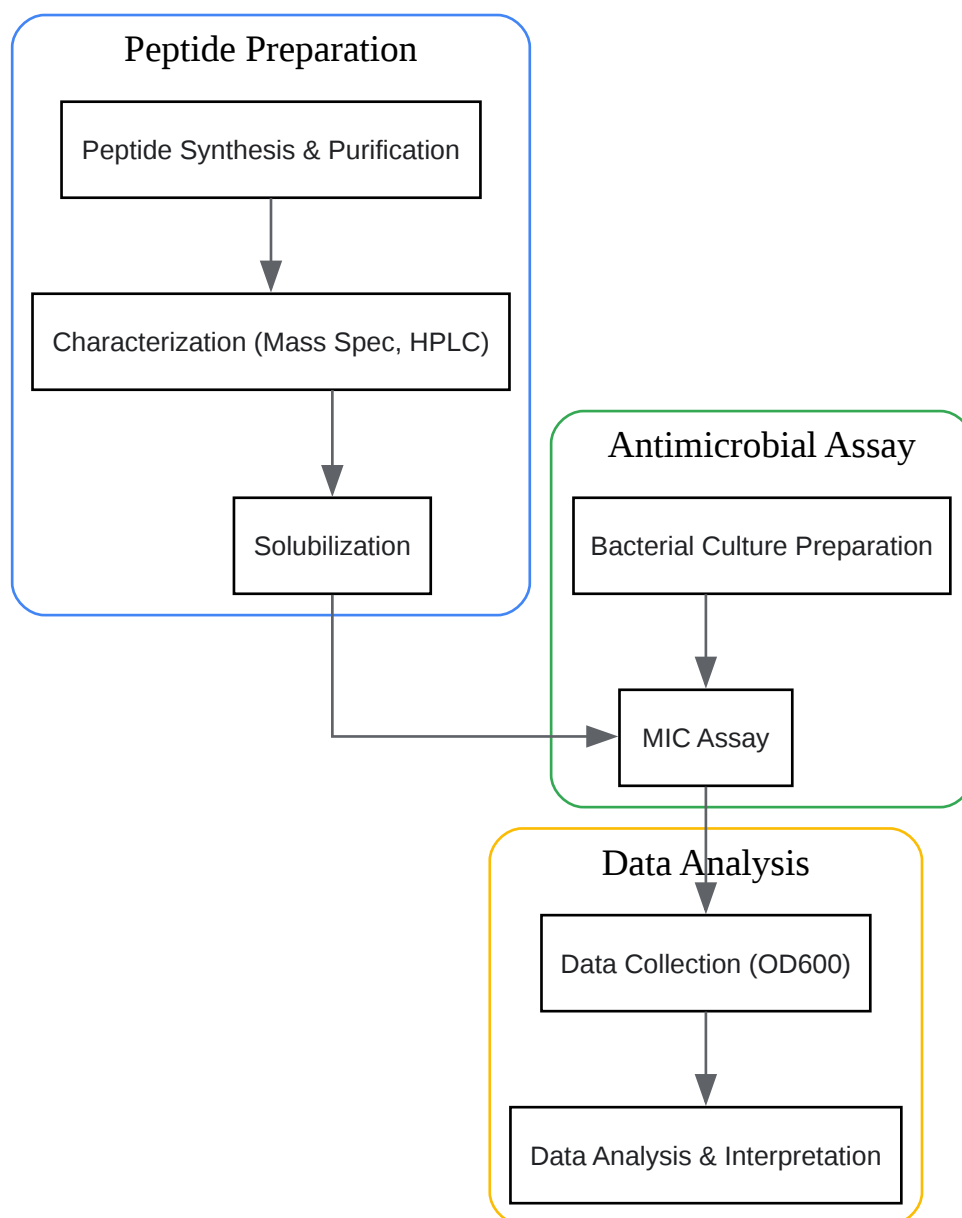 Peptide Preparation
Peptide Synthesis & Purification
Characterization (Mass Spec, HPLC)
Solubilization
Antimicrobial Assay
Bacterial Culture Preparation
MIC Assay
Data Analysis
Data Collection (OD600)
Data Analysis & Interpretation